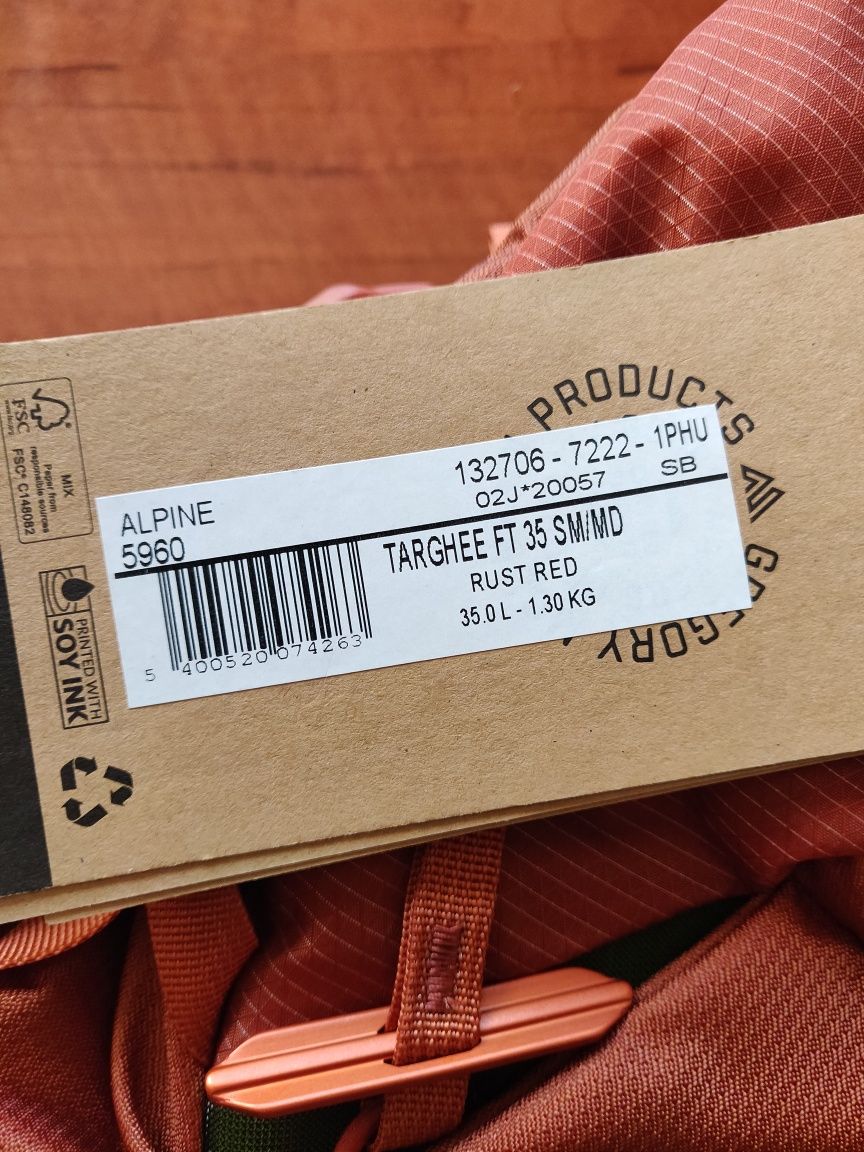 PRODUCTS
GREGORY
132706 - 7222 - 1PHU
02J*20057 SB
ALPINE
5960
TARGHEE FT 35 SM/MD
RUST RED
35.0 L - 1.30 KG
5 400520 074263
FSC
MIX
Paper from
responsible sources
FSC® C148082
PRINTED WITH
SOY INK